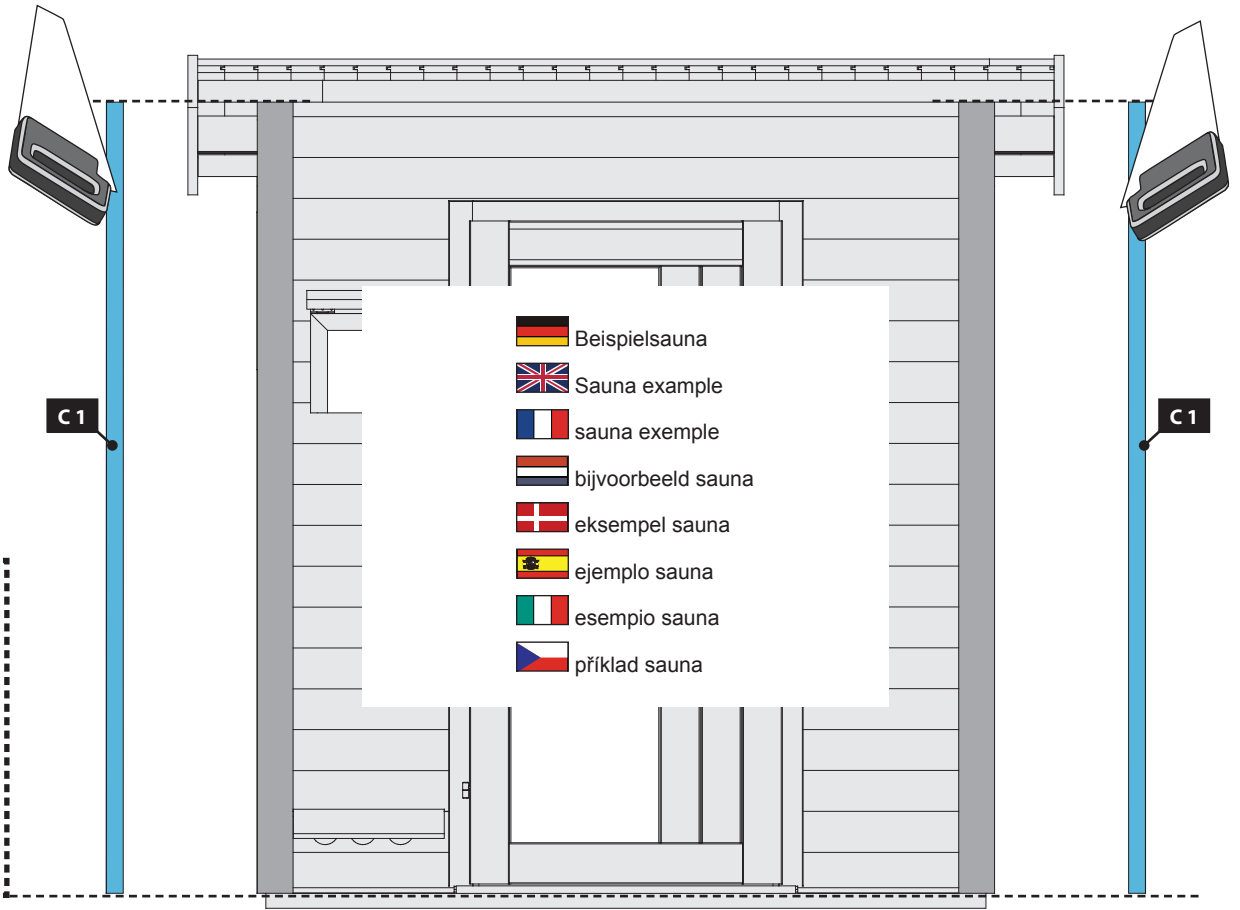 Beispielsauna
Sauna example
sauna exemple
bijvoorbeeld sauna
C 1
C 1
eksempel sauna
ejemplo sauna
esempio sauna
příklad sauna